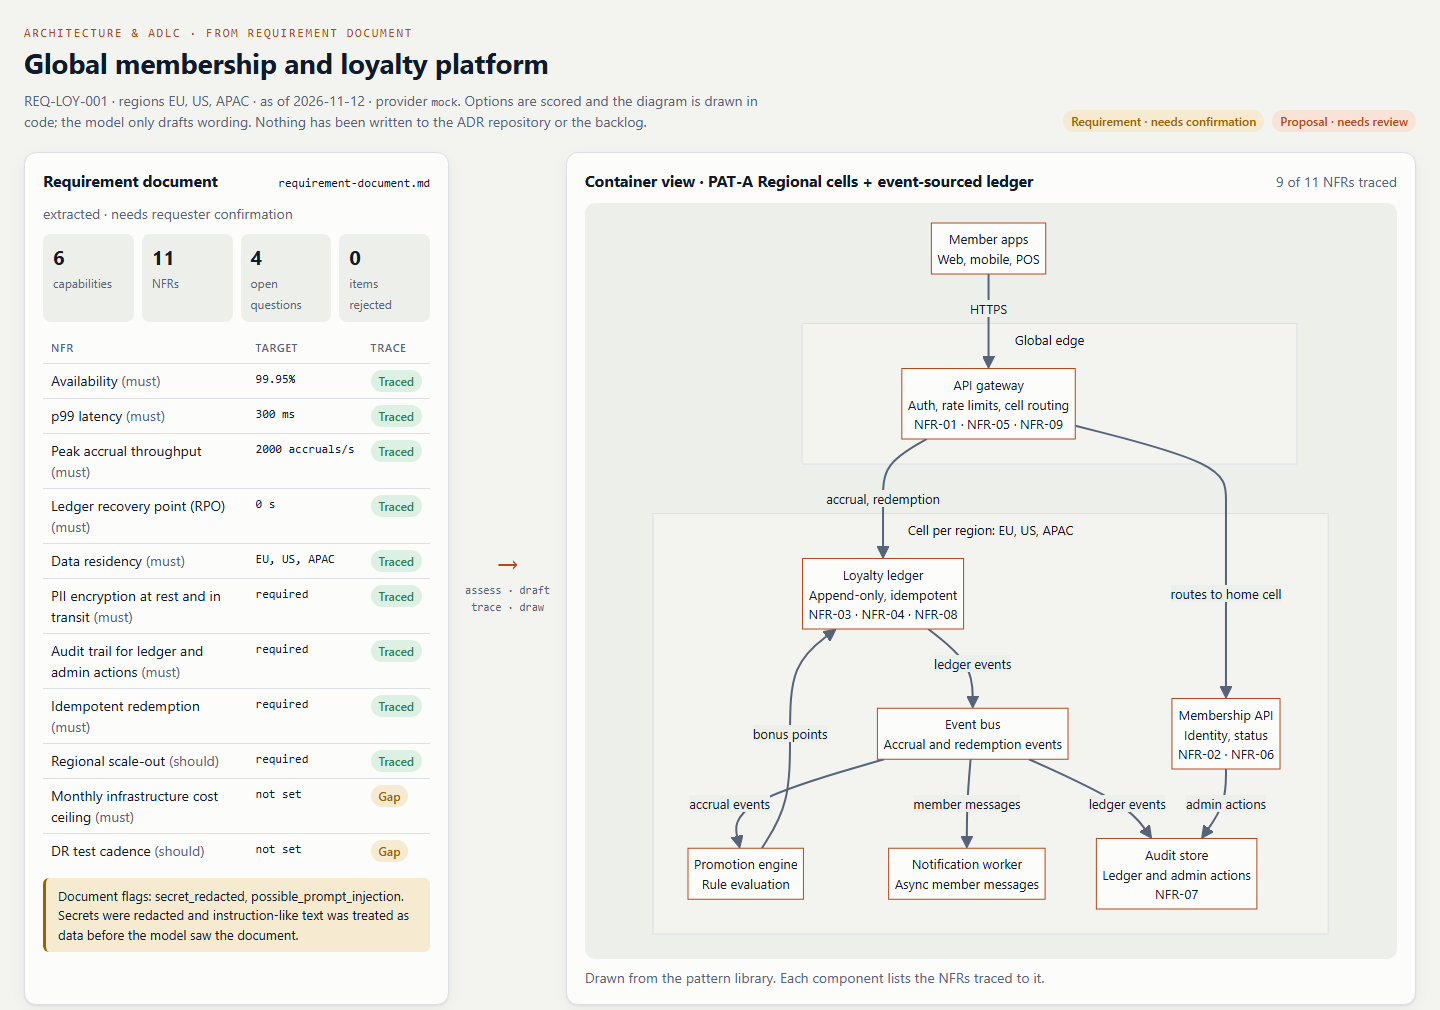 ARCHITECTURE & ADLC · FROM REQUIREMENT DOCUMENT
Global membership and loyalty platform
REQ-LOY-001 · regions EU, US, APAC · as of 2026-11-12 · provider mock. Options are scored and the diagram is drawn in
code; the model only drafts wording. Nothing has been written to the ADR repository or the backlog.
Requirement · needs confirmation
Proposal · needs review
Requirement document
requirement-document.md
extracted · needs requester confirmation
6
capabilities
11
NFRs
4
open
questions
0
items
rejected
NFR TARGET TRACE
Availability (must) 99.95% Traced
p99 latency (must) 300 ms Traced
Peak accrual throughput 2000 accruals/s Traced
(must)
Ledger recovery point (RPO) 0 s Traced
(must)
Data residency (must) EU, US, APAC Traced
PII encryption at rest and in required Traced
transit (must)
Audit trail for ledger and required Traced
admin actions (must)
Idempotent redemption required Traced
(must)
Regional scale-out (should) required Traced
Monthly infrastructure cost not set Gap
ceiling (must)
DR test cadence (should) not set Gap
Document flags: secret_redacted, possible_prompt_injection.
Secrets were redacted and instruction-like text was treated as
data before the model saw the document.
→
assess · draft
trace · draw
Container view · PAT-A Regional cells + event-sourced ledger
9 of 11 NFRs traced
Member apps
Web, mobile, POS
HTTPS
Global edge
API gateway
Auth, rate limits, cell routing
NFR-01 · NFR-05 · NFR-09
accrual, redemption
Cell per region: EU, US, APAC
Loyalty ledger
Append-only, idempotent
NFR-03 · NFR-04 · NFR-08
routes to home cell
ledger events
bonus points
Event bus
Accrual and redemption events
Membership API
Identity, status
NFR-02 · NFR-06
accrual events
member messages
ledger events
admin actions
Promotion engine
Rule evaluation
Notification worker
Async member messages
Audit store
Ledger and admin actions
NFR-07
Drawn from the pattern library. Each component lists the NFRs traced to it.